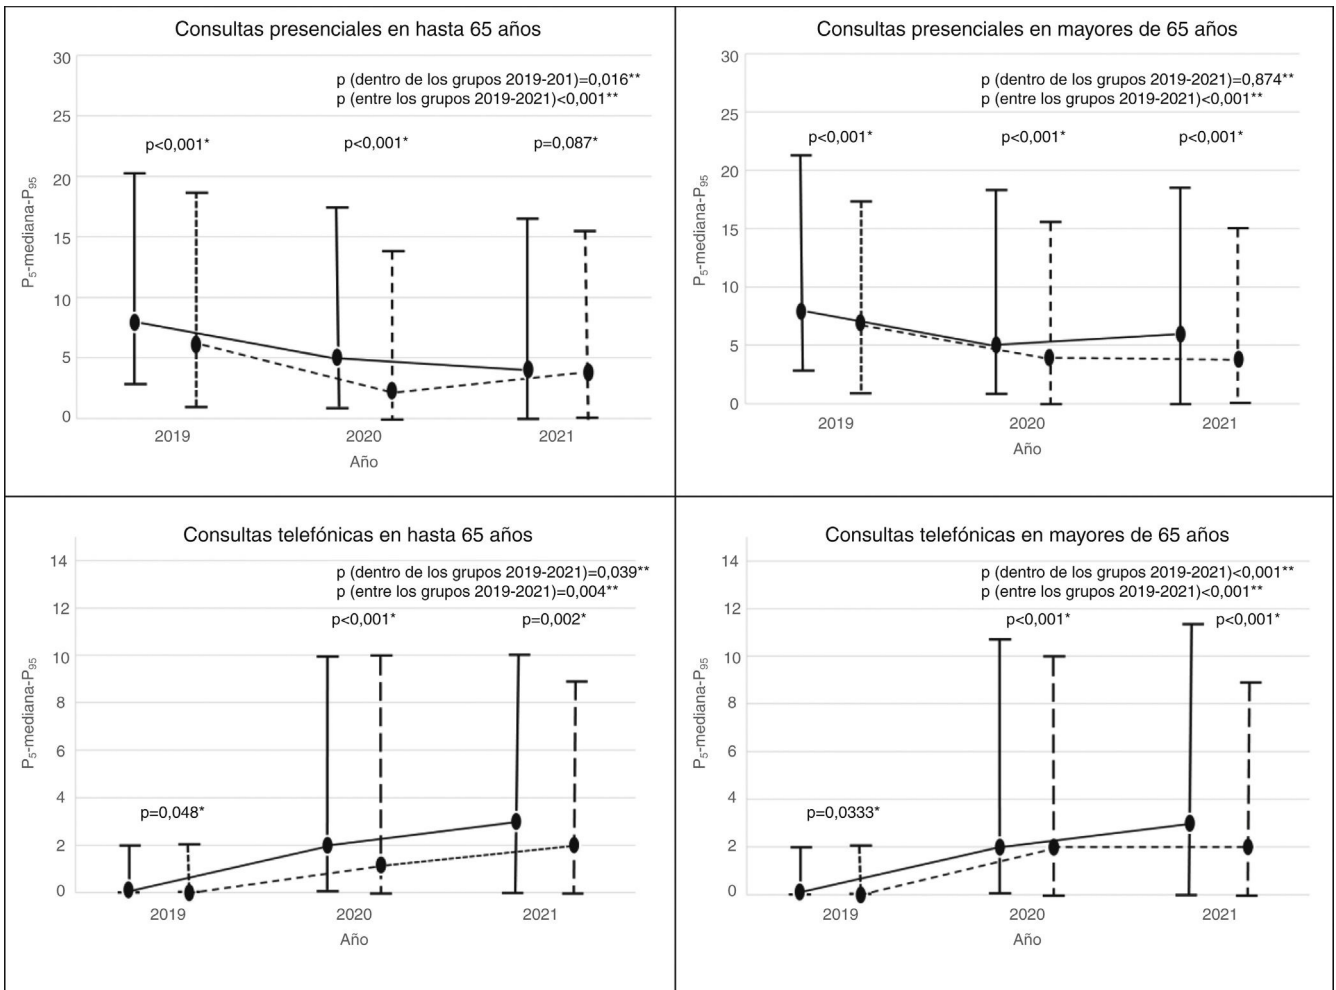 Consultas presenciales en hasta 65 años
30
p (dentro de los grupos 2019-201)=0,016**
p (entre los grupos 2019-2021)<0,001**
25
p<0,001*
p<0,001*
p=0,087*
20
15
10
5
0
P5-mediana-P95
2019
2020
2021
Año
Consultas presenciales en mayores de 65 años
30
p (dentro de los grupos 2019-2021)=0,874**
p (entre los grupos 2019-2021)<0,001**
25
p<0,001*
p<0,001*
p<0,001*
20
15
10
5
0
P5-mediana-P95
2019
2020
2021
Año
Consultas telefónicas en hasta 65 años
14
p (dentro de los grupos 2019-2021)=0,039**
p (entre los grupos 2019-2021)=0,004**
12
p<0,001*
p=0,002*
10
8
6
4
p=0,048*
2
0
P5-mediana-P95
2019
2020
2021
Año
Consultas telefónicas en mayores de 65 años
14
p (dentro de los grupos 2019-2021)<0,001**
p (entre los grupos 2019-2021)<0,001**
12
p<0,001*
p<0,001*
10
8
6
4
p=0,0333*
2
0
P5-mediana-P95
2019
2020
2021
Año